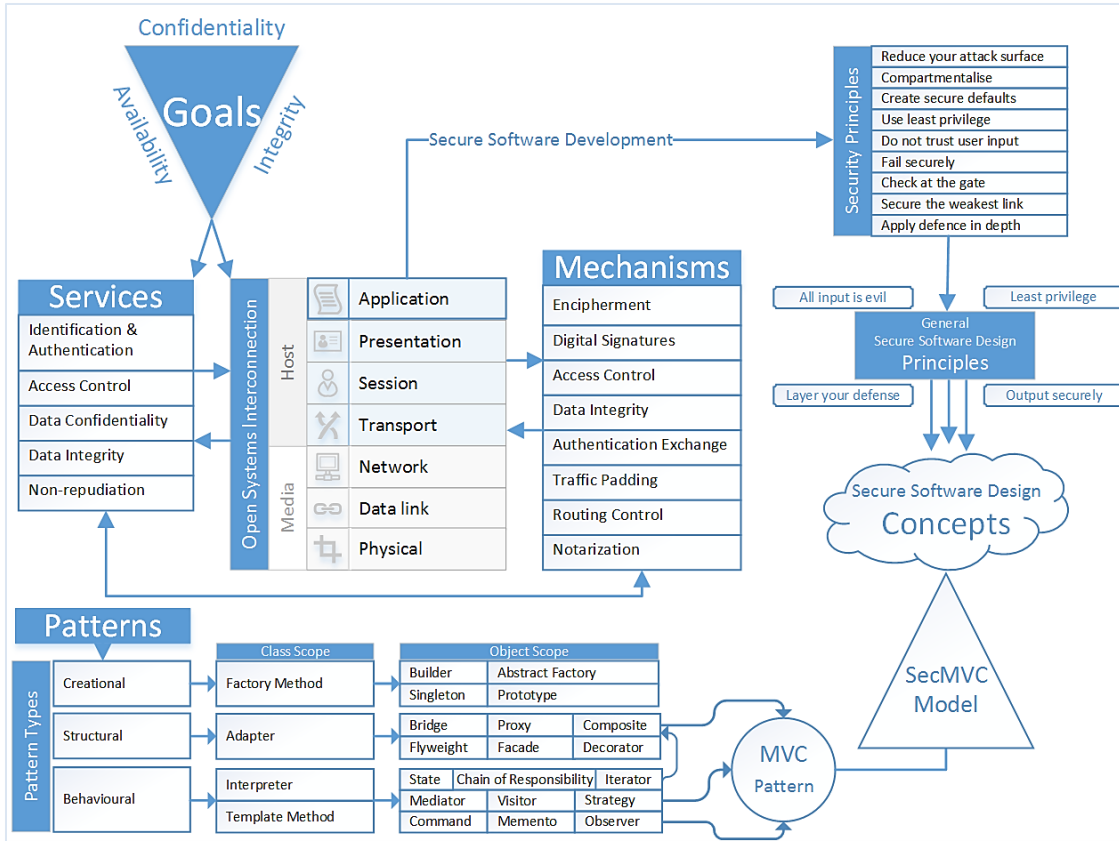 Confidentiality
Goals
Availability
Integrity
Secure Software Development
Security Principles
Reduce your attack surface
Compartmentalise
Create secure defaults
Use least privilege
Do not trust user input
Fail securely
Check at the gate
Secure the weakest link
Apply defence in depth
Services
Identification &
Authentication
Access Control
Data Confidentiality
Data Integrity
Non-repudiation
Open Systems Interconnection
Host
Media
Application
Presentation
Session
Transport
Network
Data link
Physical
Mechanisms
Encipherment
Digital Signatures
Access Control
Data Integrity
Authentication Exchange
Traffic Padding
Routing Control
Notarization
All input is evil
Least privilege
General
Secure Software Design
Principles
Layer your defense
Output securely
Secure Software Design
Concepts
SecMVC
Model
Patterns
Pattern Types
Class Scope
Object Scope
Creational
Factory Method
Builder
Abstract Factory
Singleton
Prototype
Structural
Adapter
Bridge
Proxy
Composite
Flyweight
Facade
Decorator
Behavioural
Interpreter
Template Method
State
Chain of Responsibility
Iterator
Mediator
Visitor
Strategy
Command
Memento
Observer
MVC
Pattern